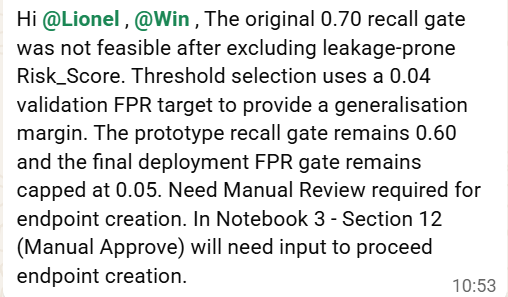 Hi @Lionel , @Win , The original 0.70 recall gate
was not feasible after excluding leakage-prone
Risk_Score. Threshold selection uses a 0.04
validation FPR target to provide a generalisation
margin. The prototype recall gate remains 0.60
and the final deployment FPR gate remains
capped at 0.05. Need Manual Review required for
endpoint creation. In Notebook 3 - Section 12
(Manual Approve) will need input to proceed
endpoint creation.
10:53